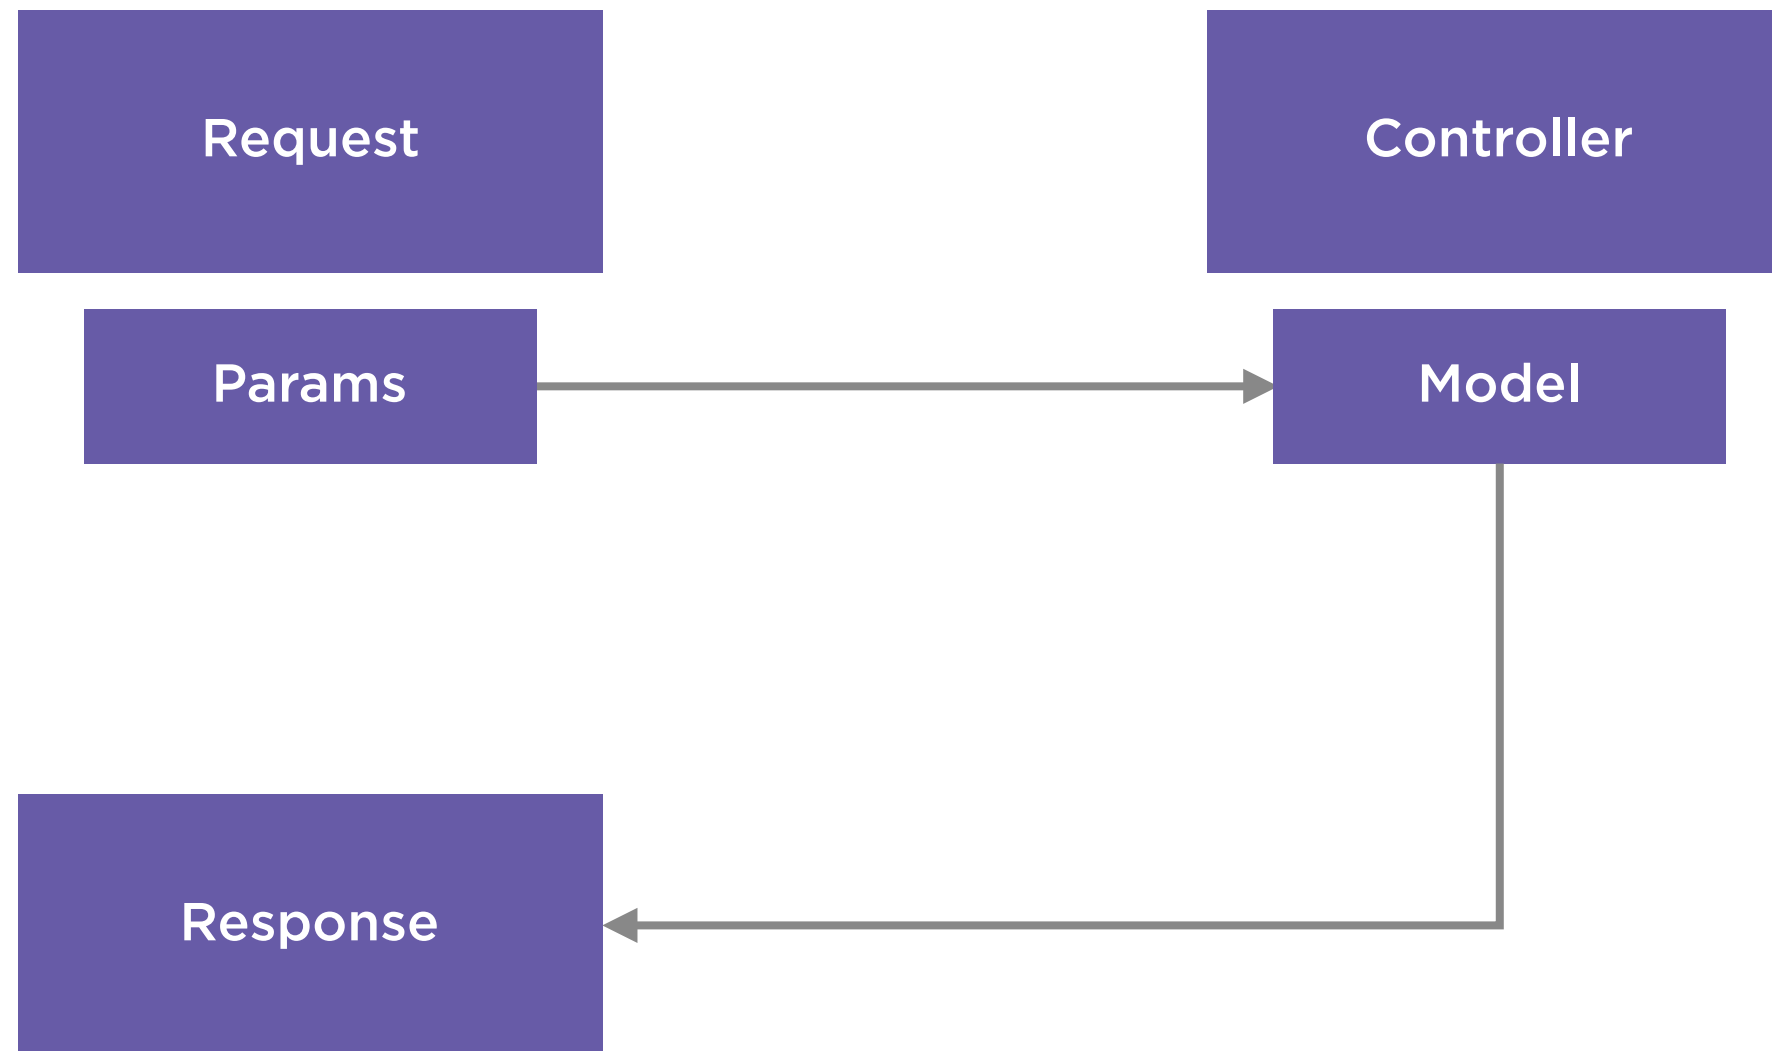 Request
Controller
Params
Model
Response